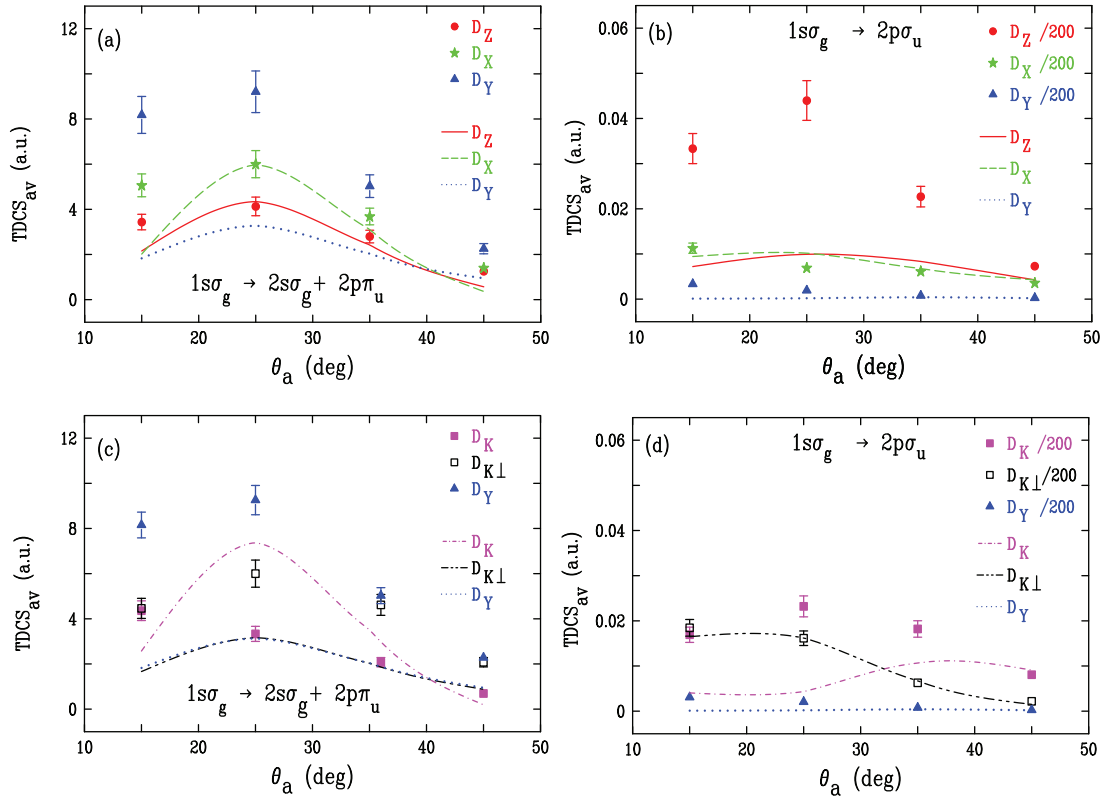 (a)
12
8
4
0
TDCS_av (a.u.)
D_Z
D_X
D_Y
D_Z
D_X
D_Y
1sσ_g → 2sσ_g + 2pπ_u
10 20 30 40 50
θ_a (deg)
(b)
1sσ_g → 2pσ_u
0.06
0.04
0.02
0
TDCS_av (a.u.)
D_Z /200
D_X /200
D_Y /200
D_Z
D_X
D_Y
10 20 30 40 50
θ_a (deg)
(c)
12
8
4
0
TDCS_av (a.u.)
D_K
D_K⊥
D_Y
D_K
D_K⊥
D_Y
1sσ_g → 2sσ_g + 2pπ_u
10 20 30 40 50
θ_a (deg)
(d)
1sσ_g → 2pσ_u
0.06
0.04
0.02
0
TDCS_av (a.u.)
D_K /200
D_K⊥/200
D_Y /200
D_K
D_K⊥
D_Y
10 20 30 40 50
θ_a (deg)